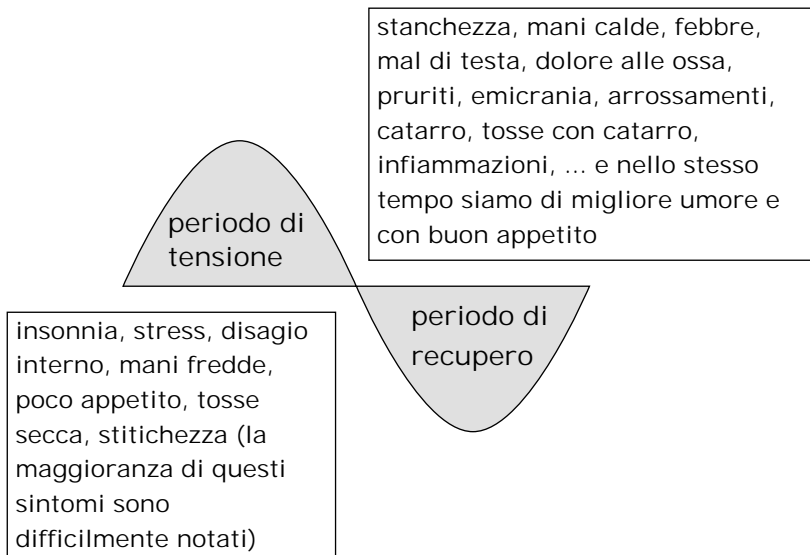 stanchezza, mani calde, febbre,
mal di testa, dolore alle ossa,
pruriti, emicrania, arrossamenti,
catarro, tosse con catarro,
infiammazioni, ... e nello stesso
tempo siamo di migliore umore e
con buon appetito
periodo di
tensione
periodo di
recupero
insonnia, stress, disagio
interno, mani fredde,
poco appetito, tosse
secca, stitichezza (la
maggioranza di questi
sintomi sono
difficilmente notati)